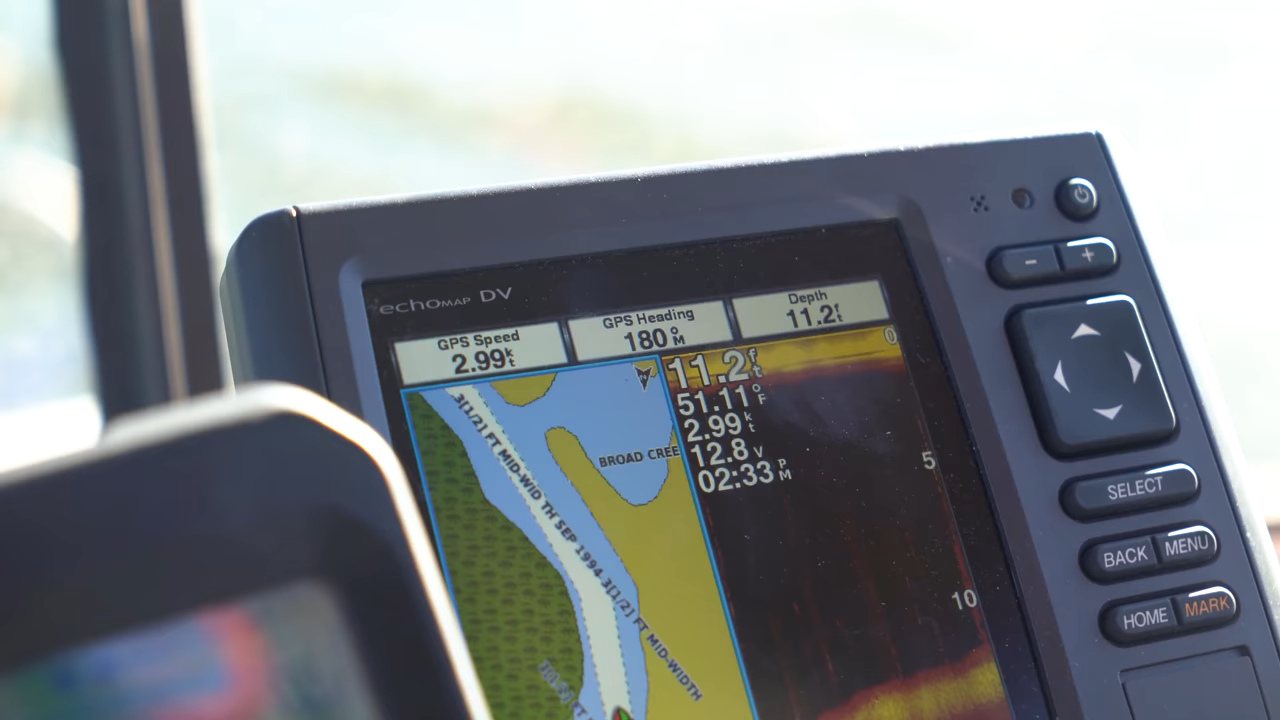 echoMAP DV
GPS Speed
2.99kt
GPS Heading
180°M
Depth
11.2ft
11.2ft
51.11°F
2.99kt
12.8V
02:33PM
0
5
10
N
BROAD CREE
3(1/2) FT MID-WID TH SEP 1994
3(1/2) FT MID-WIDTH
- +
SELECT
BACK MENU
HOME MARK